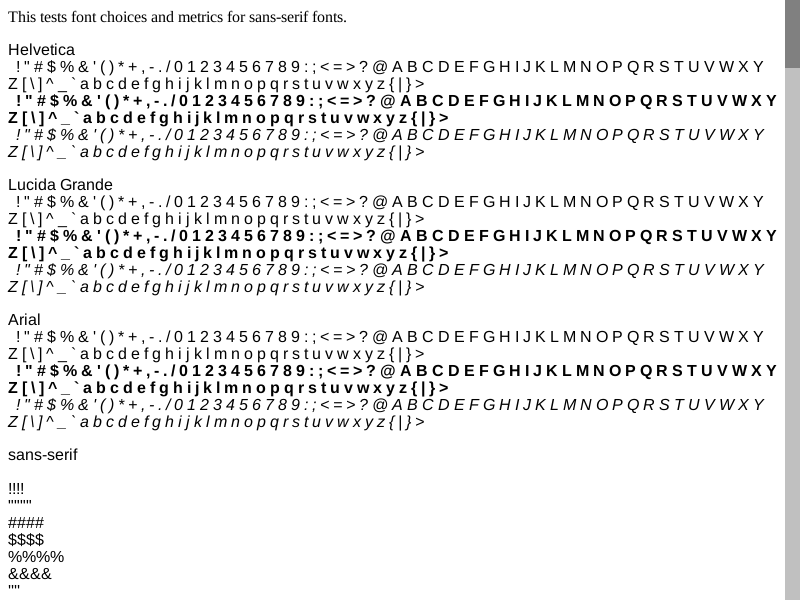 This tests font choices and metrics for sans-serif fonts.
Helvetica
! " # $ % & ' ( ) * + , - . / 0 1 2 3 4 5 6 7 8 9 : ; < = > ? @ A B C D E F G H I J K L M N O P Q R S T U V W X Y
Z [ \ ] ^ _ ` a b c d e f g h i j k l m n o p q r s t u v w x y z { | } >
! " # $ % & ' ( ) * + , - . / 0 1 2 3 4 5 6 7 8 9 : ; < = > ? @ A B C D E F G H I J K L M N O P Q R S T U V W X Y
Z [ \ ] ^ _ ` a b c d e f g h i j k l m n o p q r s t u v w x y z { | } >
! " # $ % & ' ( ) * + , - . / 0 1 2 3 4 5 6 7 8 9 : ; < = > ? @ A B C D E F G H I J K L M N O P Q R S T U V W X Y
Z [ \ ] ^ _ ` a b c d e f g h i j k l m n o p q r s t u v w x y z { | } >
Lucida Grande
! " # $ % & ' ( ) * + , - . / 0 1 2 3 4 5 6 7 8 9 : ; < = > ? @ A B C D E F G H I J K L M N O P Q R S T U V W X Y
Z [ \ ] ^ _ ` a b c d e f g h i j k l m n o p q r s t u v w x y z { | } >
! " # $ % & ' ( ) * + , - . / 0 1 2 3 4 5 6 7 8 9 : ; < = > ? @ A B C D E F G H I J K L M N O P Q R S T U V W X Y
Z [ \ ] ^ _ ` a b c d e f g h i j k l m n o p q r s t u v w x y z { | } >
! " # $ % & ' ( ) * + , - . / 0 1 2 3 4 5 6 7 8 9 : ; < = > ? @ A B C D E F G H I J K L M N O P Q R S T U V W X Y
Z [ \ ] ^ _ ` a b c d e f g h i j k l m n o p q r s t u v w x y z { | } >
Arial
! " # $ % & ' ( ) * + , - . / 0 1 2 3 4 5 6 7 8 9 : ; < = > ? @ A B C D E F G H I J K L M N O P Q R S T U V W X Y
Z [ \ ] ^ _ ` a b c d e f g h i j k l m n o p q r s t u v w x y z { | } >
! " # $ % & ' ( ) * + , - . / 0 1 2 3 4 5 6 7 8 9 : ; < = > ? @ A B C D E F G H I J K L M N O P Q R S T U V W X Y
Z [ \ ] ^ _ ` a b c d e f g h i j k l m n o p q r s t u v w x y z { | } >
! " # $ % & ' ( ) * + , - . / 0 1 2 3 4 5 6 7 8 9 : ; < = > ? @ A B C D E F G H I J K L M N O P Q R S T U V W X Y
Z [ \ ] ^ _ ` a b c d e f g h i j k l m n o p q r s t u v w x y z { | } >
sans-serif
!!!!
""""
####
$$$$
%%%%
&&&&
''''